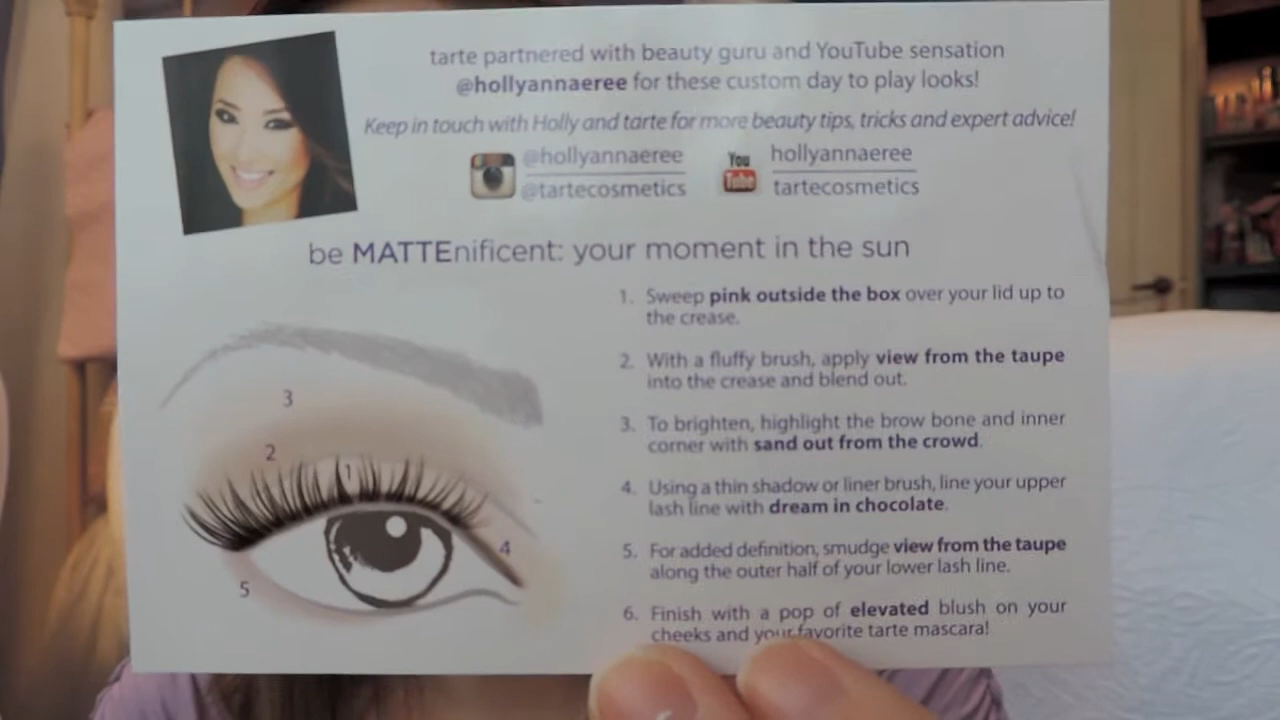 tarte partnered with beauty guru and YouTube sensation
@hollyannaeree for these custom day to play looks!
Keep in touch with Holly and tarte for more beauty tips, tricks and expert advice!
@hollyannaeree
@tartecosmetics
You
Tube
hollyannaeree
tartecosmetics
be MATTEnificent: your moment in the sun
1. Sweep pink outside the box over your lid up to
the crease.
2. With a fluffy brush, apply view from the taupe
into the crease and blend out.
3. To brighten, highlight the brow bone and inner
corner with sand out from the crowd.
4. Using a thin shadow or liner brush, line your upper
lash line with dream in chocolate.
5. For added definition, smudge view from the taupe
along the outer half of your lower lash line.
6. Finish with a pop of elevated blush on your
cheeks and your favorite tarte mascara!
3
2
1
4
5